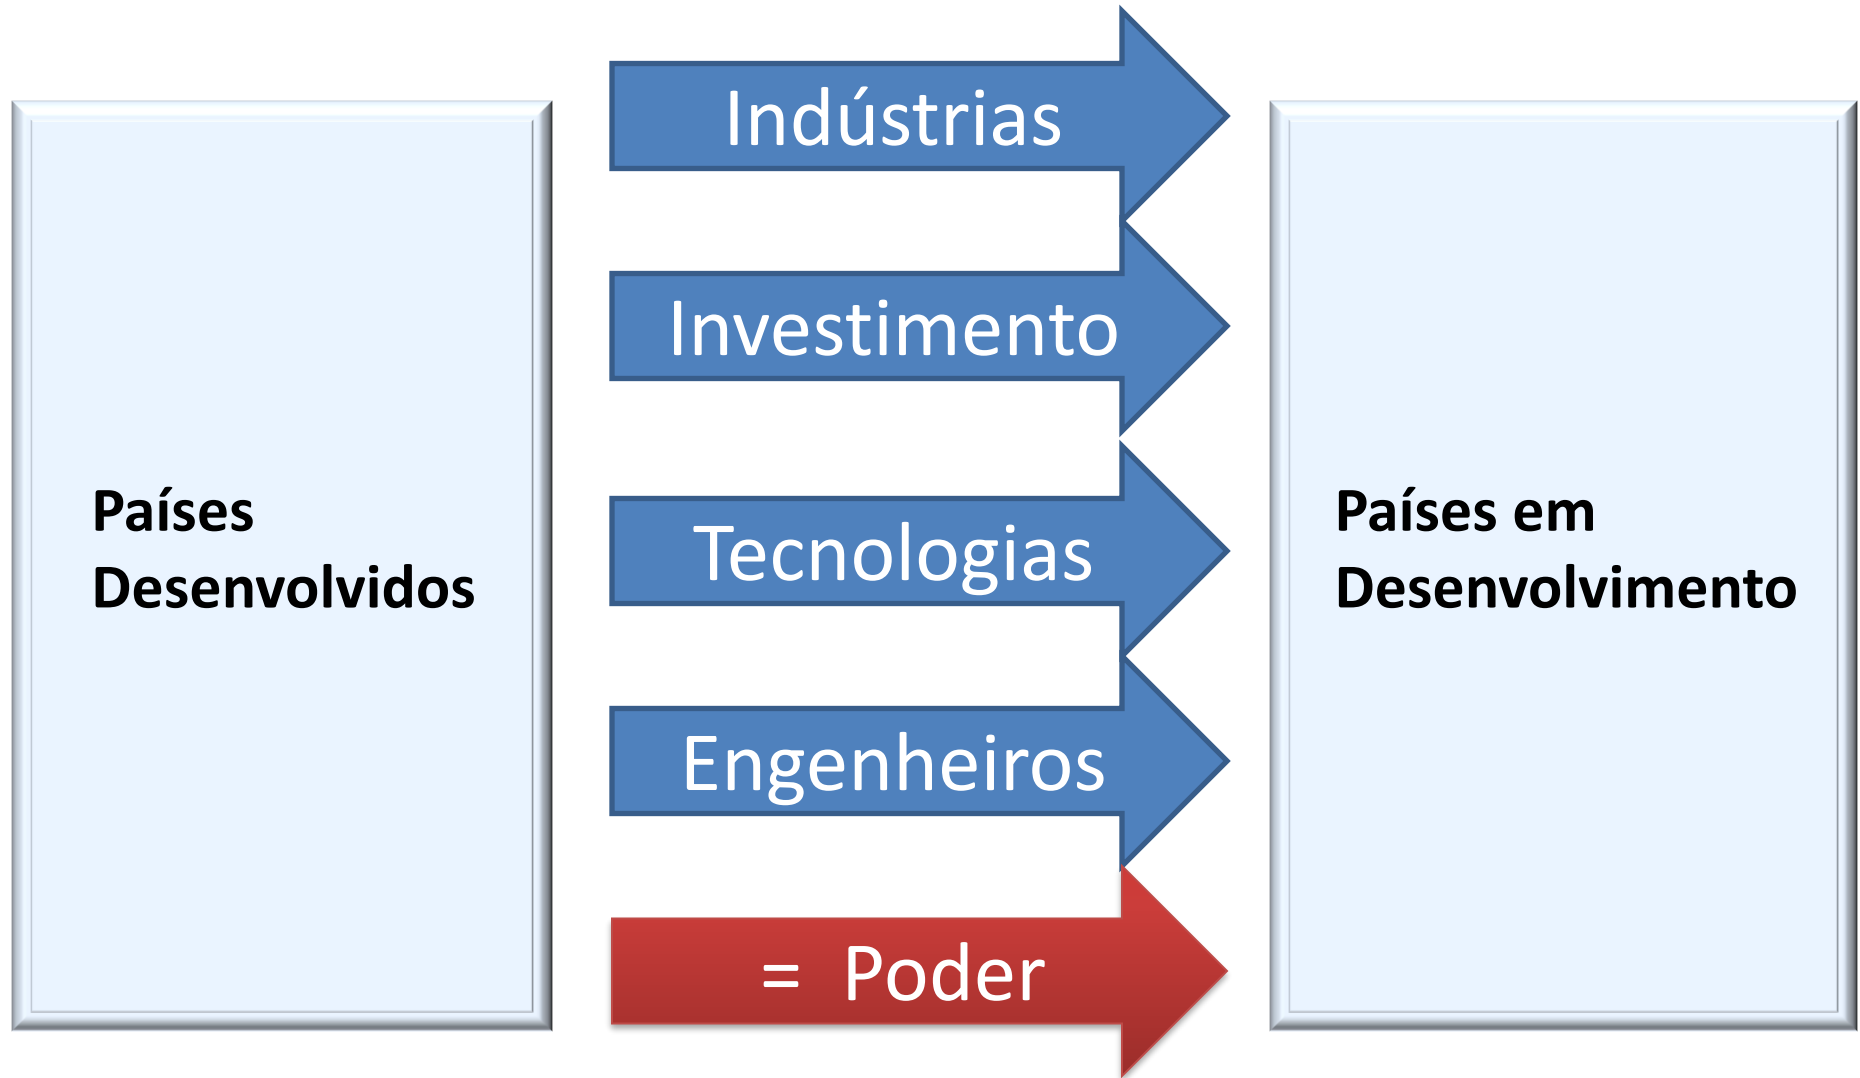 Países
Desenvolvidos
Indústrias
Investimento
Tecnologias
Engenheiros
= Poder
Países em
Desenvolvimento